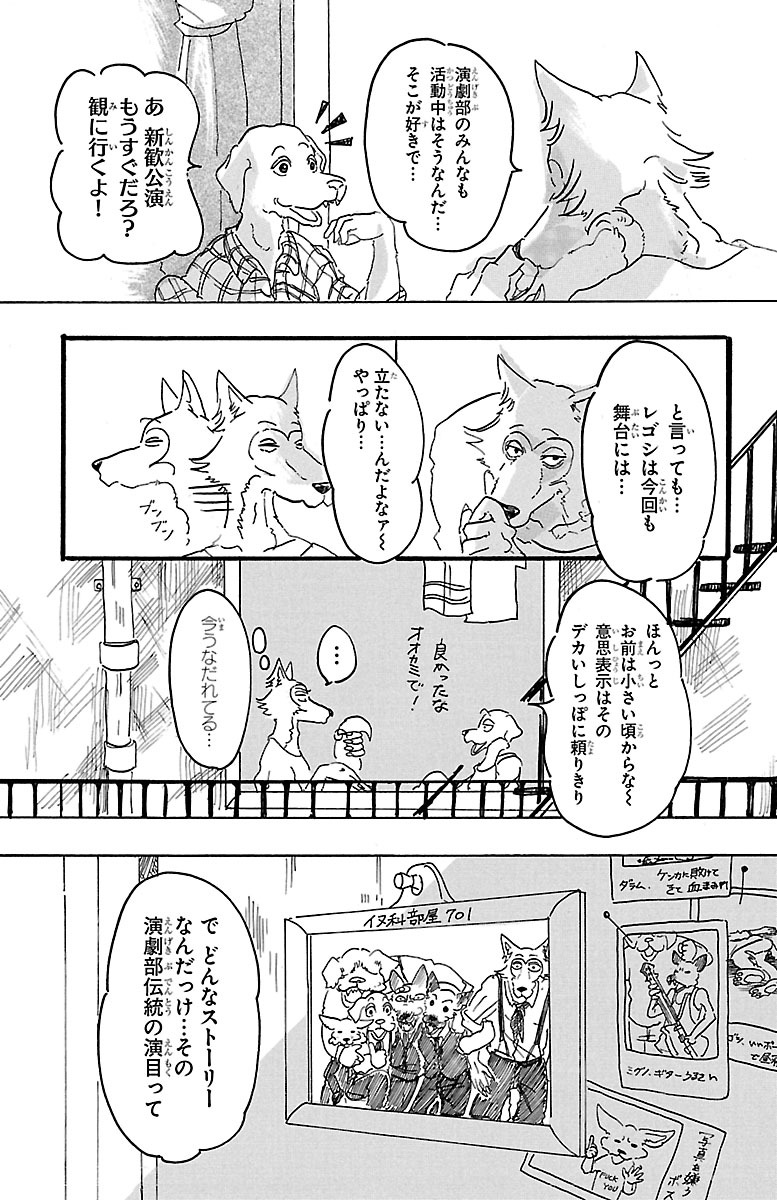 演劇部のみんなも
活動中はそうなんだ…
そこが好きで…
あ 新歓公演
もうすぐだろ?
観に行くよ!
と言っても…
レゴシは今回も
舞台には…
立たない…んだよなァ〜
やっぱり…
ブンブン
ほんっと
お前は小さい頃からな〜
意思表示はその
デカいしっぽに頼りきり
良かったな
オオカミで!
…
今うなだれてる…
ケンカに敗けて
きて血まみれ
ダラム、
イヌ科部屋701
ミグノ、ギターうまい
FUCK
YOU
で どんなストーリー
なんだっけ…その
演劇部伝統の演目って